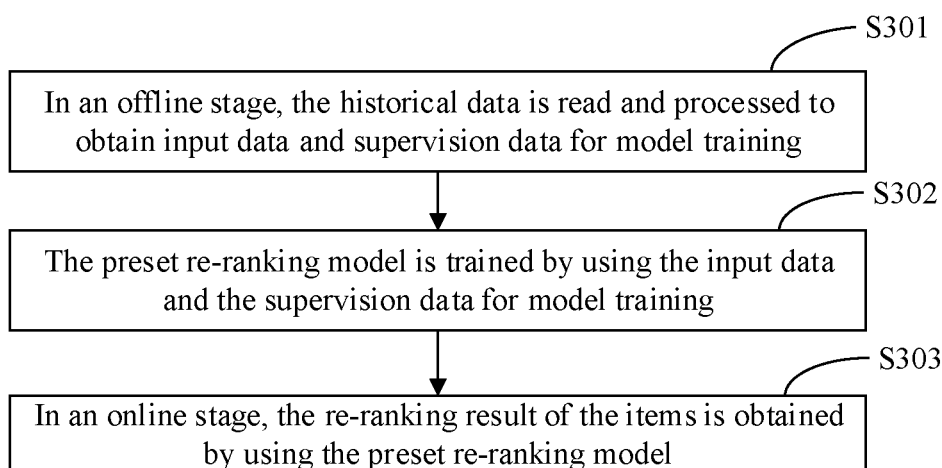 S301
In an offline stage, the historical data is read and processed to
obtain input data and supervision data for model training
S302
The preset re-ranking model is trained by using the input data
and the supervision data for model training
S303
In an online stage, the re-ranking result of the items is obtained
by using the preset re-ranking model